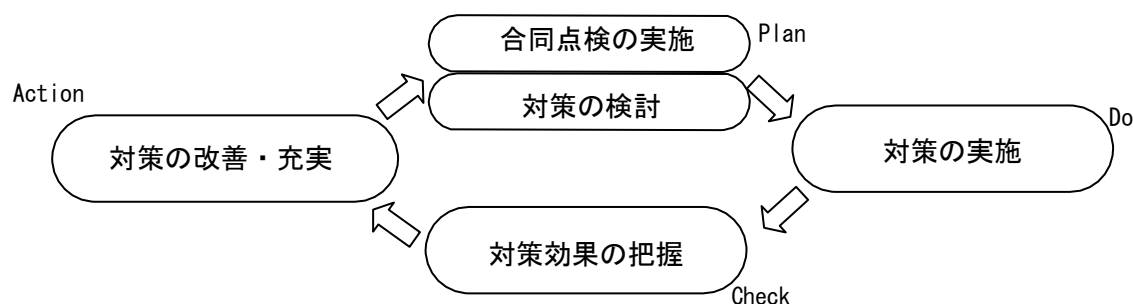 合同点検の実施
Plan
対策の検討
Action
Do
対策の改善・充実
対策の実施
対策効果の把握
Check